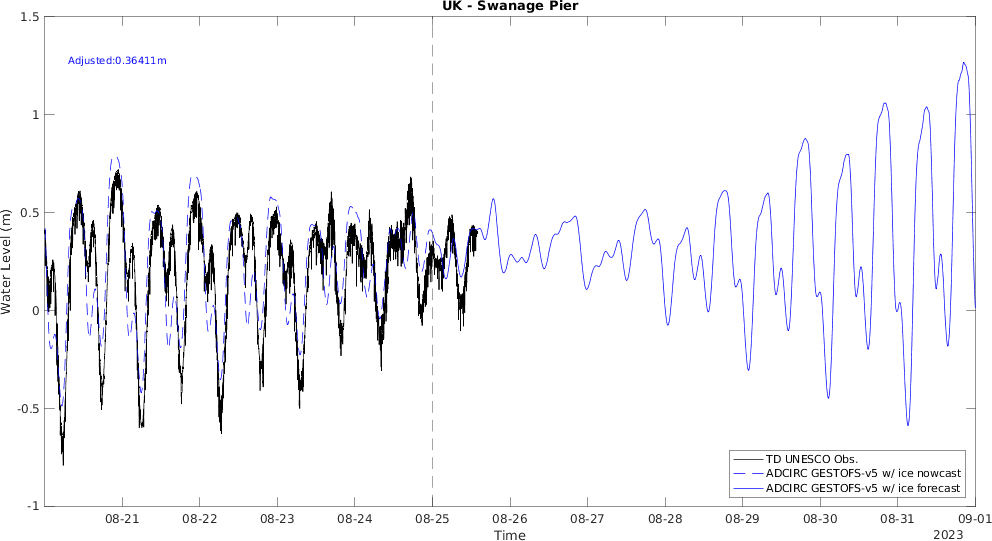 UK - Swanage Pier
Adjusted:0.36411m
Water Level (m)
1.5
1
0.5
0
-0.5
-1
08-21
08-22
08-23
08-24
08-25
08-26
08-27
08-28
08-29
08-30
08-31
09-01
2023
Time
TD UNESCO Obs.
ADCIRC GESTOFS-v5 w/ ice nowcast
ADCIRC GESTOFS-v5 w/ ice forecast